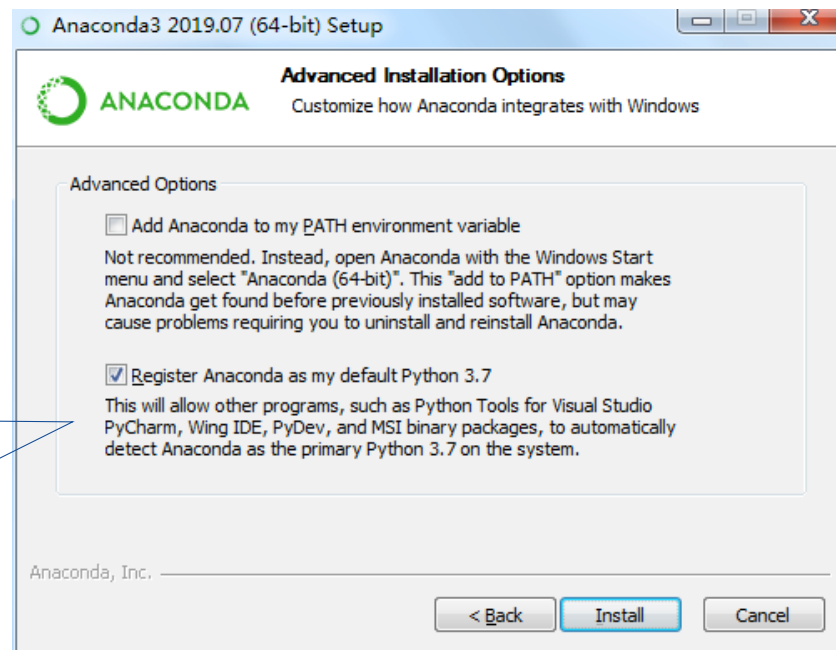 Anaconda3 2019.07 (64-bit) Setup
ANACONDA
Advanced Installation Options
Customize how Anaconda integrates with Windows
Advanced Options
Add Anaconda to my PATH environment variable
Not recommended. Instead, open Anaconda with the Windows Start
menu and select "Anaconda (64-bit)". This "add to PATH" option makes
Anaconda get found before previously installed software, but may
cause problems requiring you to uninstall and reinstall Anaconda.
Register Anaconda as my default Python 3.7
This will allow other programs, such as Python Tools for Visual Studio
PyCharm, Wing IDE, PyDev, and MSI binary packages, to automatically
detect Anaconda as the primary Python 3.7 on the system.
Anaconda, Inc.
< Back
Install
Cancel